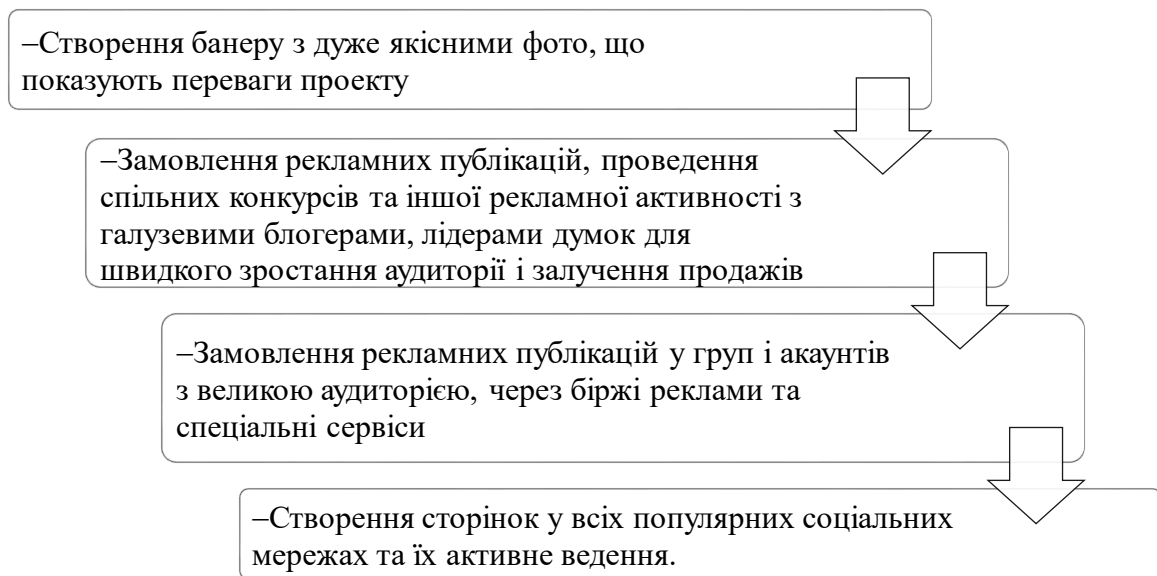 –Створення банеру з дуже якісними фото, що
показують переваги проекту
–Замовлення рекламних публікацій, проведення
спільних конкурсів та іншої рекламної активності з
галузевими блогерами, лідерами думок для
швидкого зростання аудиторії і залучення продажів
–Замовлення рекламних публікацій у груп і акаунтів
з великою аудиторією, через біржі реклами та
спеціальні сервіси
–Створення сторінок у всіх популярних соціальних
мережах та їх активне ведення.